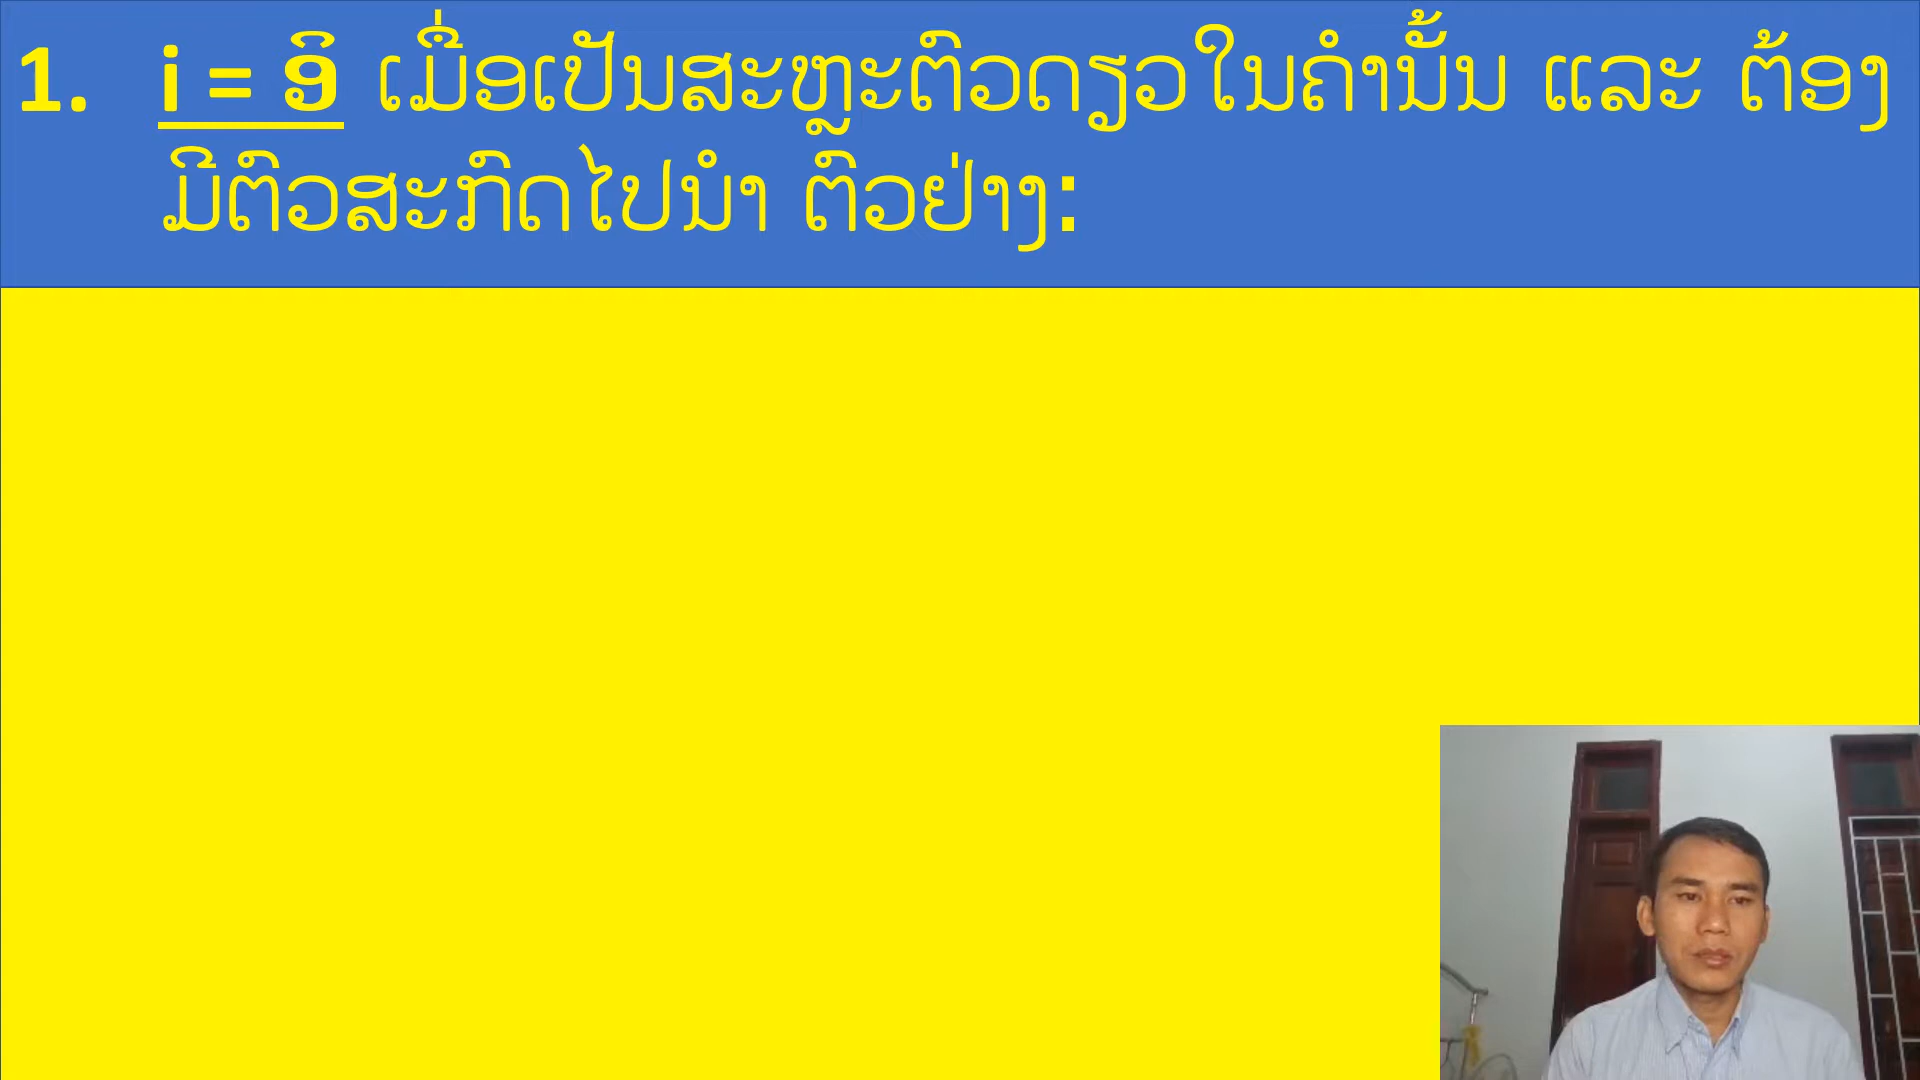 1. i = ອິ ເມື່ອເປັນສະຫຼະຕົວດຽວໃນຄຳນັ້ນ ແລະ ຕ້ອງ
ມີຕົວສະກົດໄປນຳ ຕົວຢ່າງ: